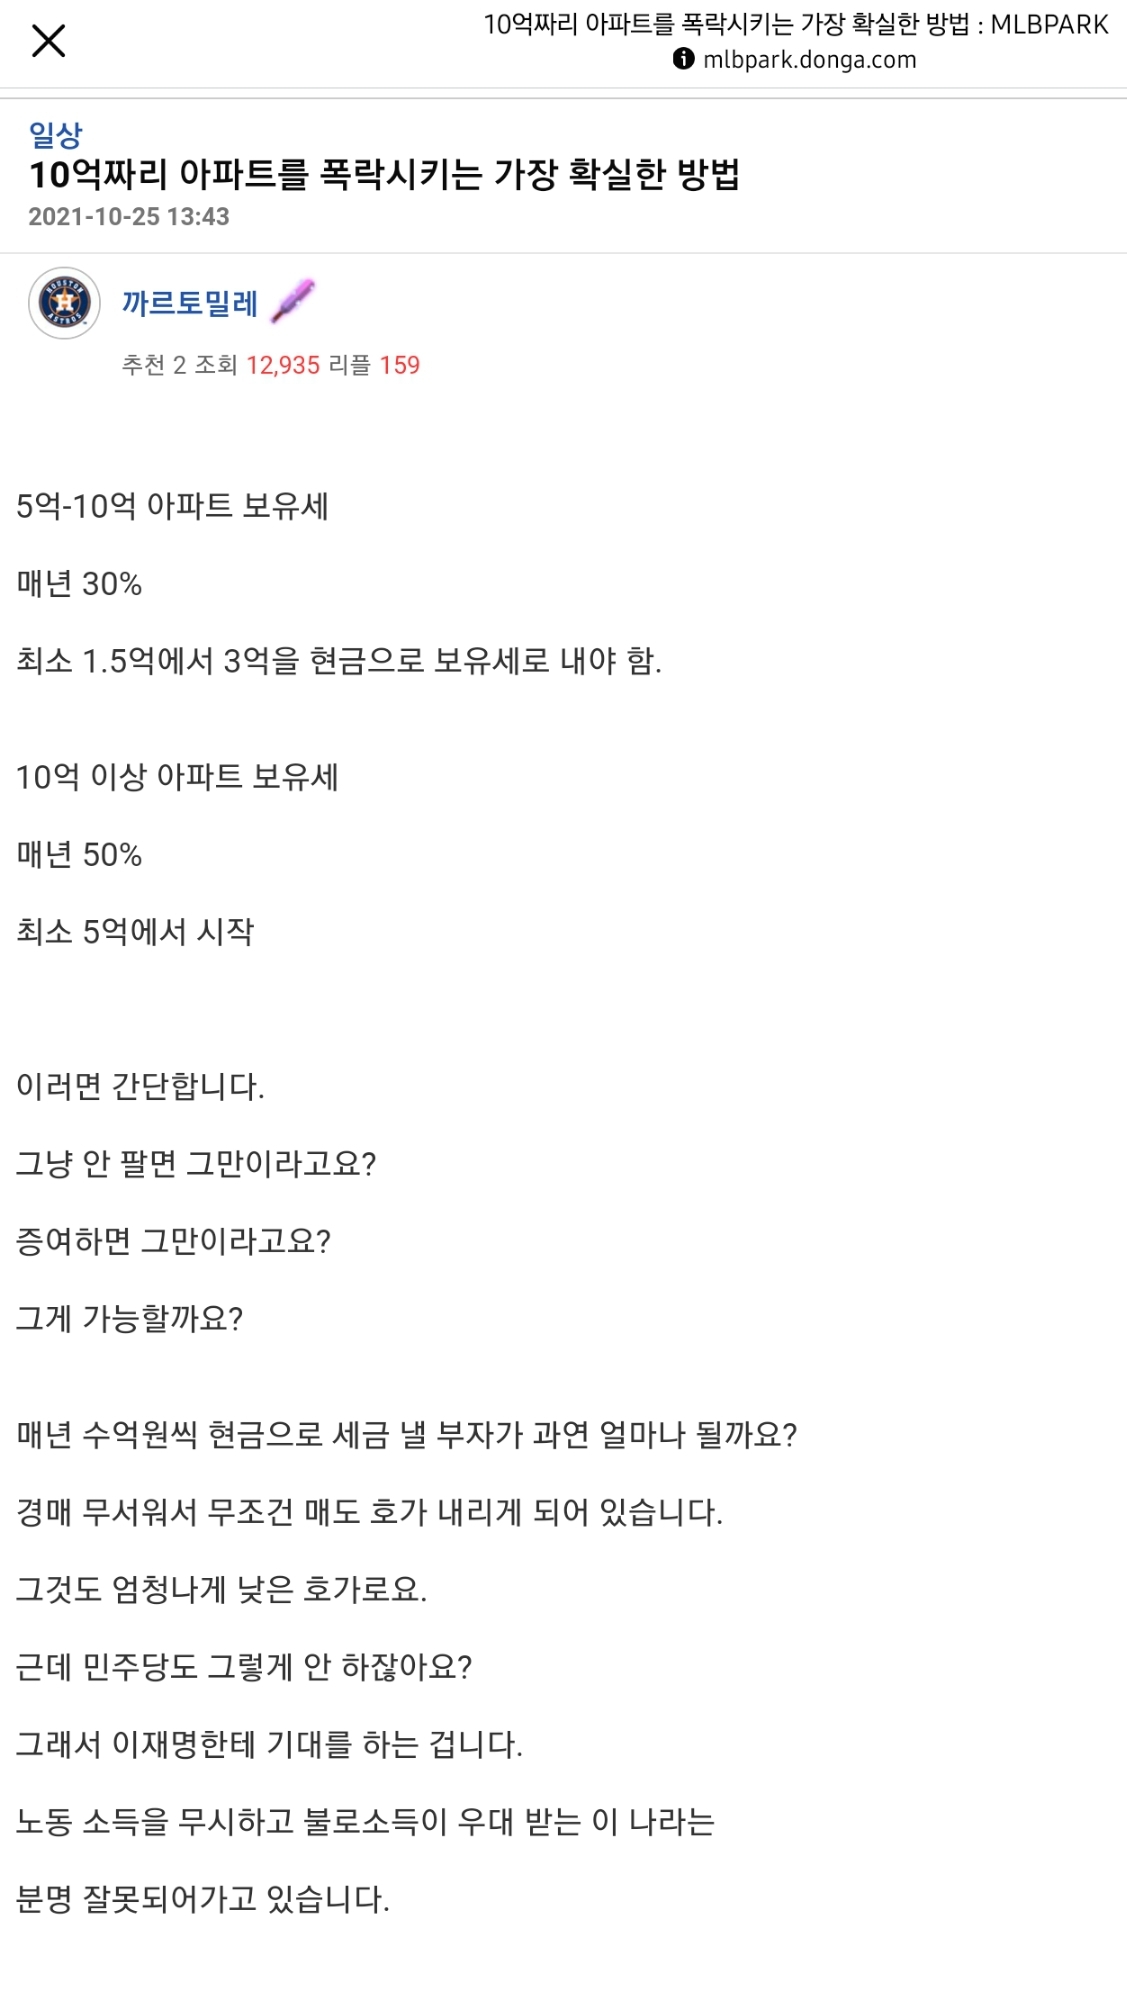 10억짜리 아파트를 폭락시키는 가장 확실한 방법 : MLBPARK
mlbpark.donga.com
일상
10억짜리 아파트를 폭락시키는 가장 확실한 방법
2021-10-25 13:43
HOUSTON
H
ASTROS
까르토밀레
추천 2 조회 12,935 리플 159
5억-10억 아파트 보유세
매년 30%
최소 1.5억에서 3억을 현금으로 보유세로 내야 함.
10억 이상 아파트 보유세
매년 50%
최소 5억에서 시작
이러면 간단합니다.
그냥 안 팔면 그만이라고요?
증여하면 그만이라고요?
그게 가능할까요?
매년 수억원씩 현금으로 세금 낼 부자가 과연 얼마나 될까요?
경매 무서워서 무조건 매도 호가 내리게 되어 있습니다.
그것도 엄청나게 낮은 호가로요.
근데 민주당도 그렇게 안 하잖아요?
그래서 이재명한테 기대를 하는 겁니다.
노동 소득을 무시하고 불로소득이 우대 받는 이 나라는
분명 잘못되어가고 있습니다.